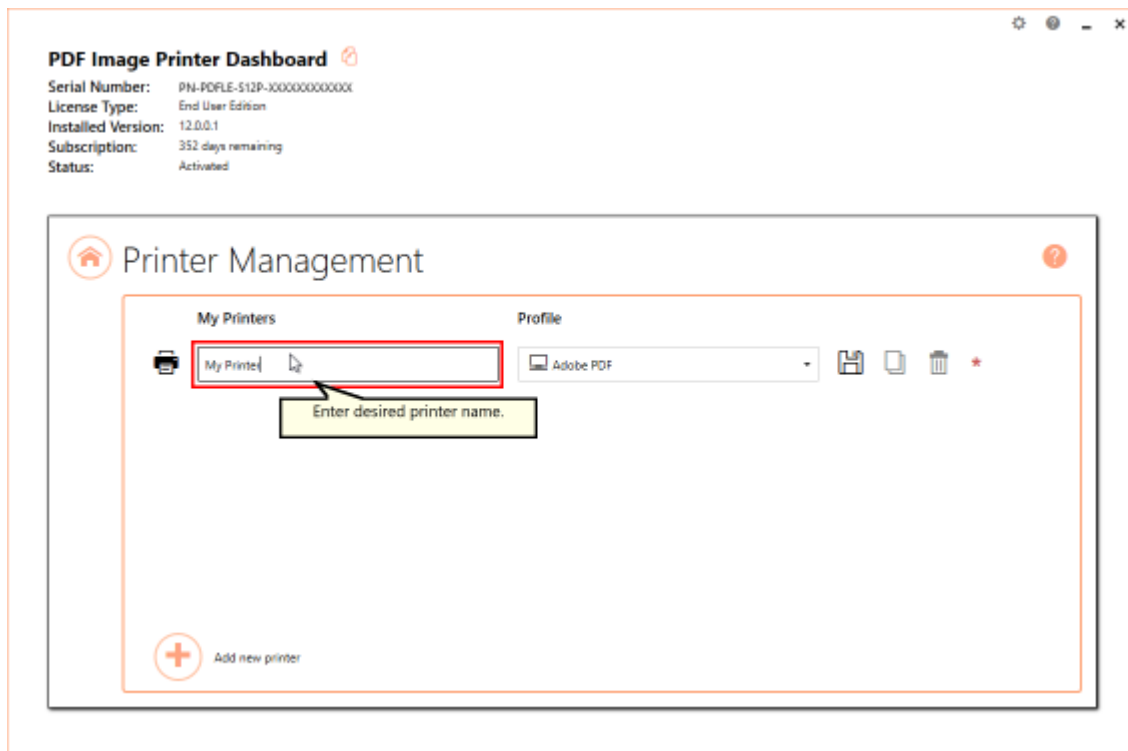 PDF Image Printer Dashboard
Serial Number: PN-PDFLE-S12P-XXXXXXXXXXXX
License Type: End User Edition
Installed Version: 12.0.0.1
Subscription: 352 days remaining
Status: Activated
Printer Management
?
My Printers Profile
My Printer Adobe PDF *
Enter desired printer name.
Add new printer